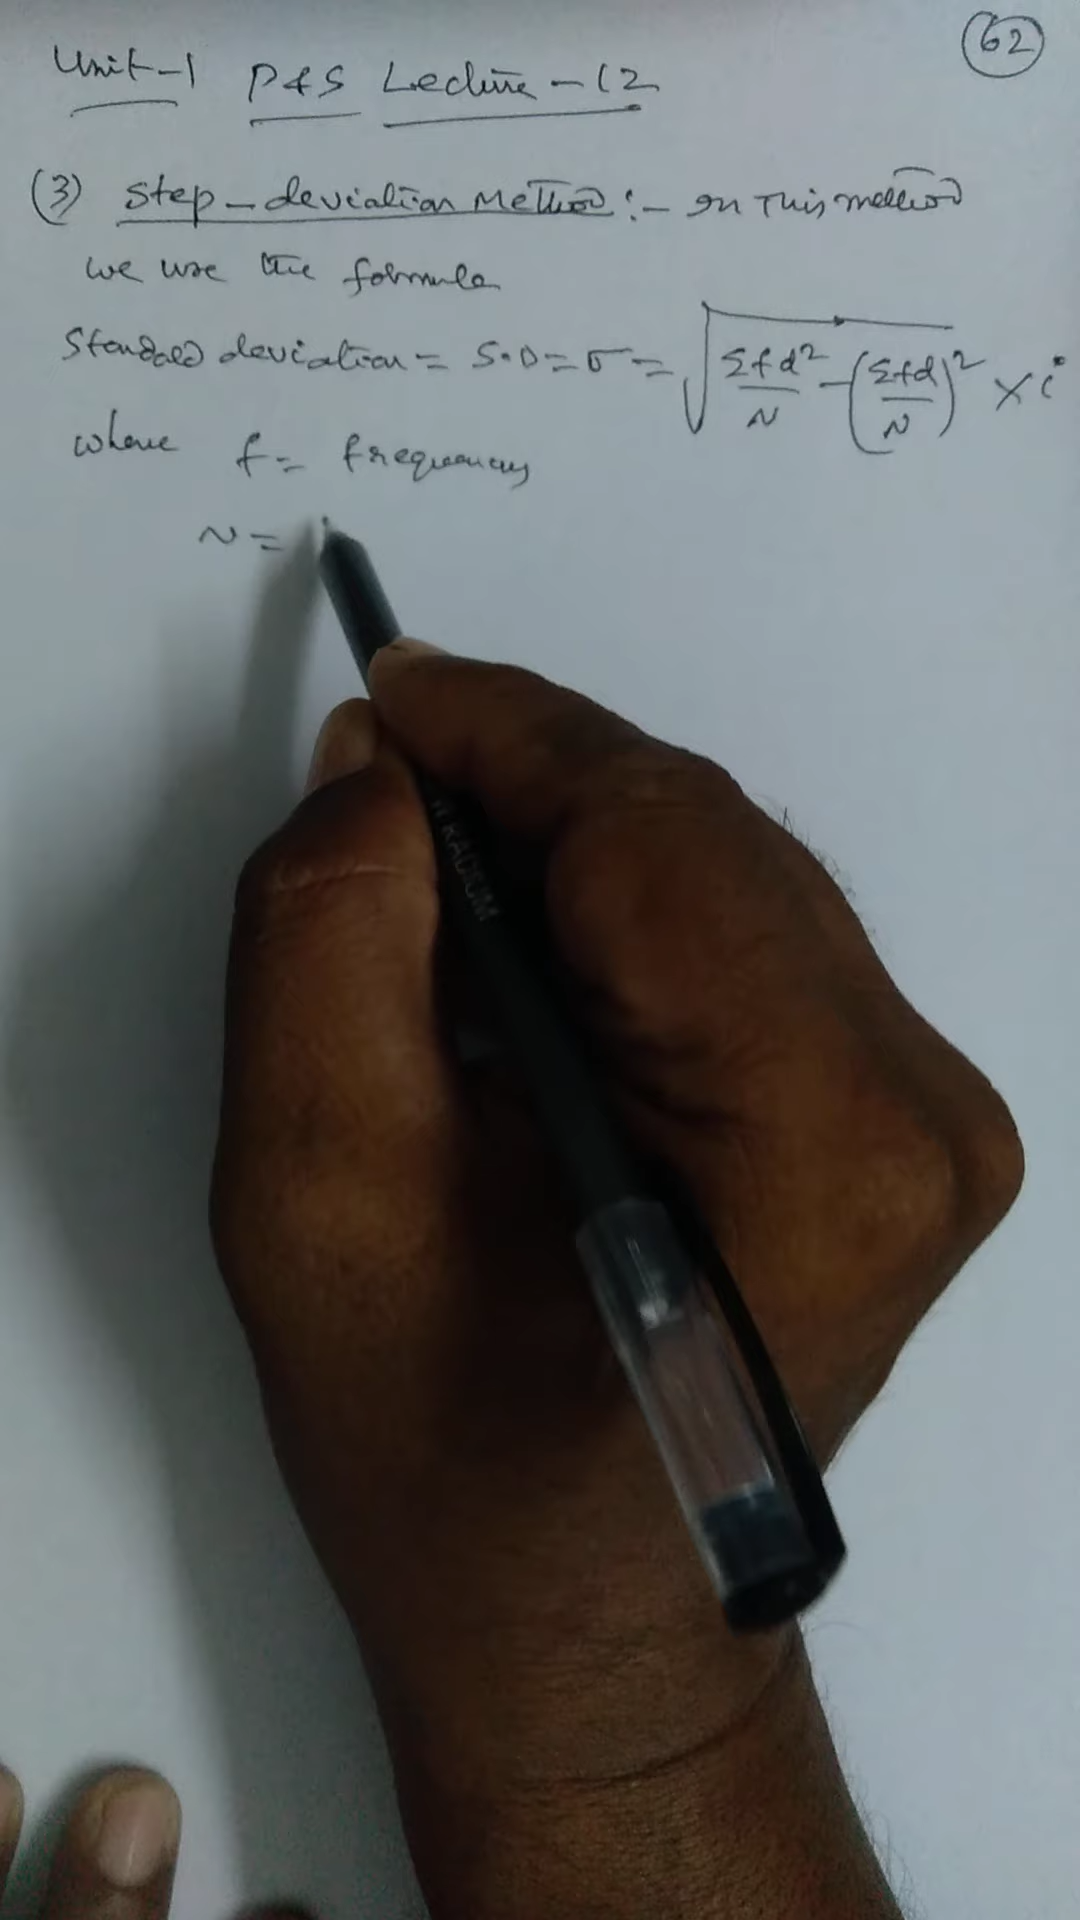 62
Unit-1 P&S Lecture-12
(3) Step-deviation Method:- In This method
we use the formula
Standard deviation = S.D = σ = √(Σfd²/N - (Σfd/N)²) × i
where f = frequency
N =
RADIUM